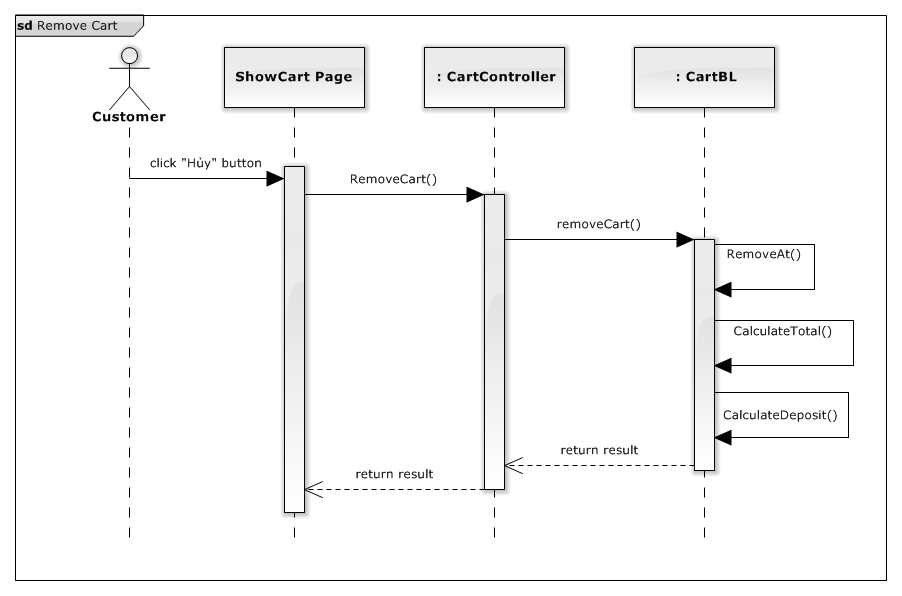 sd Remove Cart
ShowCart Page
: CartController
: CartBL
Customer
click "Hủy" button
RemoveCart()
removeCart()
RemoveAt()
CalculateTotal()
CalculateDeposit()
return result
return result